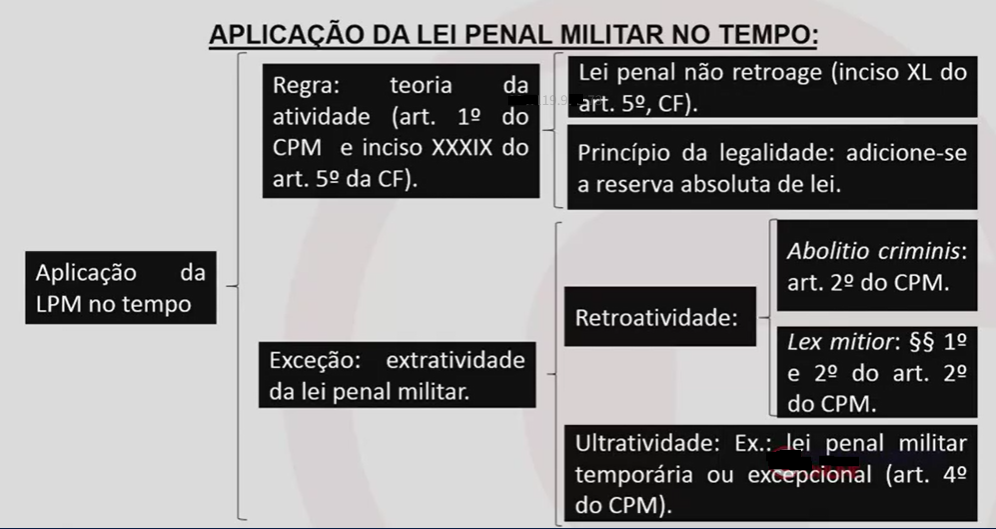 APLICAÇÃO DA LEI PENAL MILITAR NO TEMPO:
Aplicação da
LPM no tempo
Regra: teoria da
atividade (art. 1º do
CPM e inciso XXXIX do
art. 5º da CF).
Lei penal não retroage (inciso XL do
art. 5º, CF).
Princípio da legalidade: adicione-se
a reserva absoluta de lei.
Exceção: extratividade
da lei penal militar.
Retroatividade:
Abolitio criminis:
art. 2º do CPM.
Lex mitior: §§ 1º
e 2º do art. 2º
do CPM.
Ultratividade: Ex.: lei penal militar
temporária ou excepcional (art. 4º
do CPM).